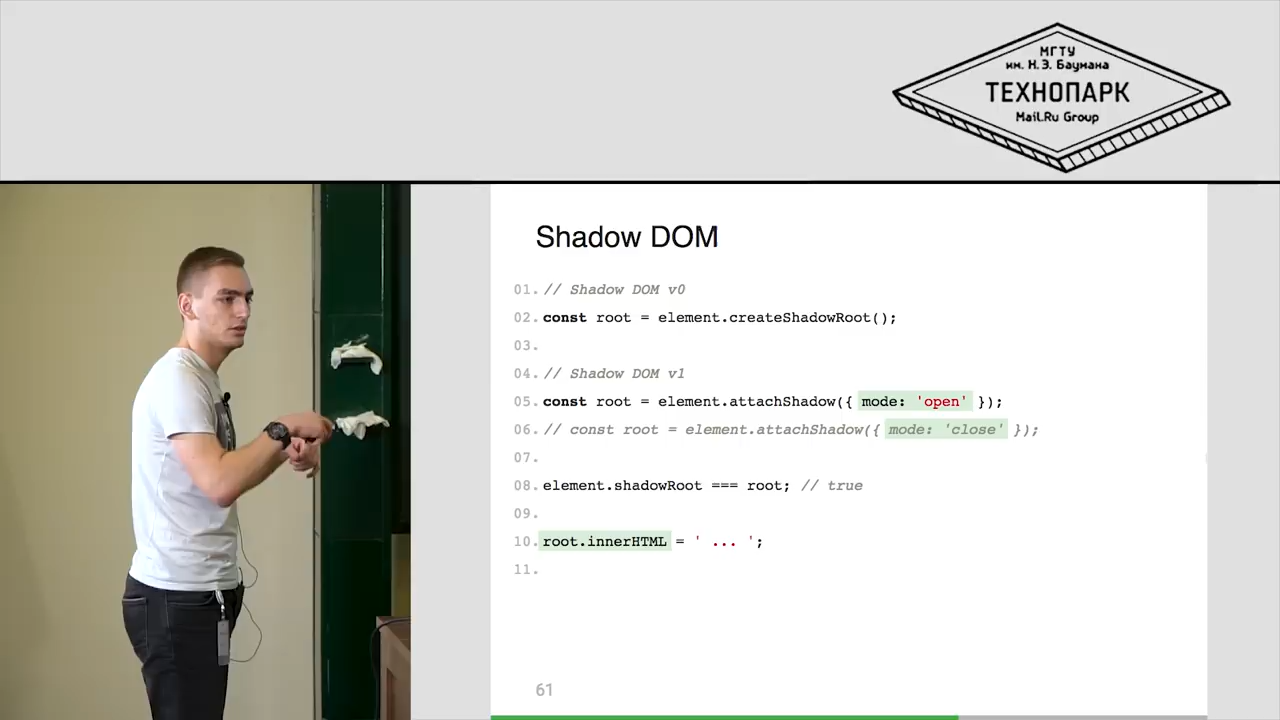 МГТУ
им. Н.Э. Баумана
ТЕХНОПАРК
Mail.Ru Group
Shadow DOM
01. // Shadow DOM v0
02. const root = element.createShadowRoot();
03.
04. // Shadow DOM v1
05. const root = element.attachShadow({ mode: 'open' });
06. // const root = element.attachShadow({ mode: 'close' });
07.
08. element.shadowRoot === root; // true
09.
10. root.innerHTML = ' ... ';
11.
61